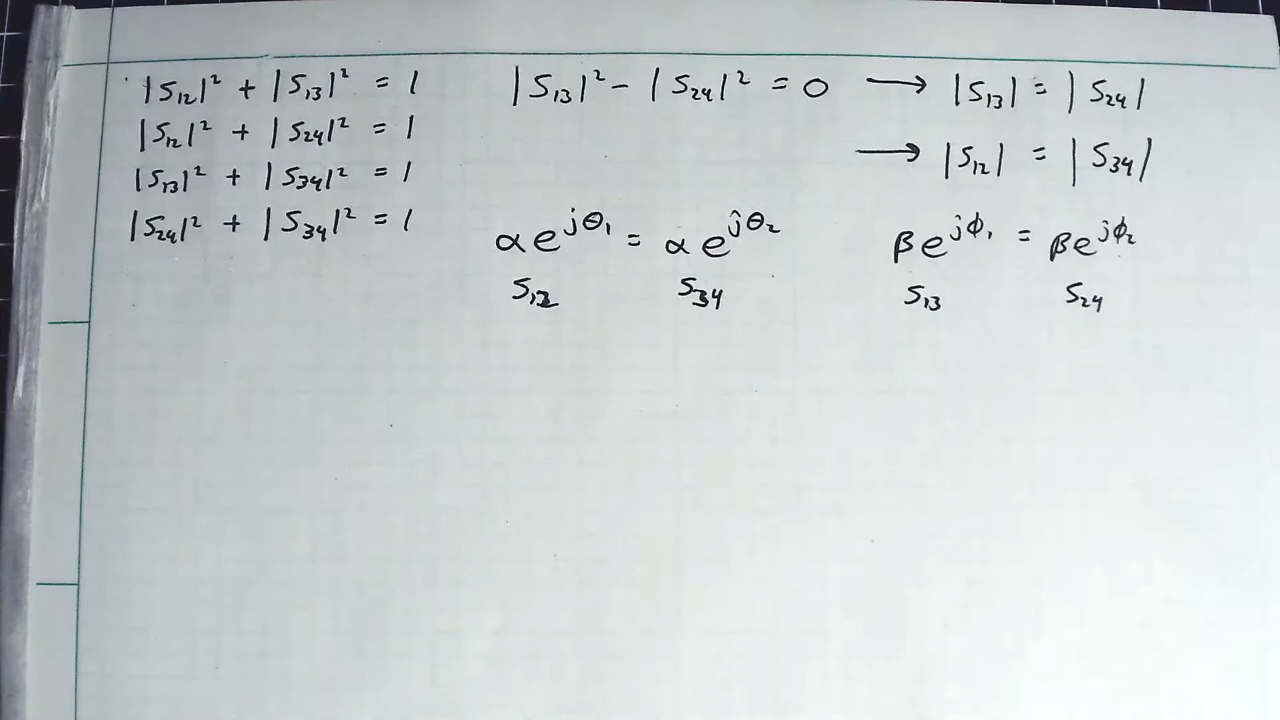 |S₁₂|² + |S₁₃|² = 1
|S₁₂|² + |S₂₄|² = 1
|S₁₃|² + |S₃₄|² = 1
|S₂₄|² + |S₃₄|² = 1
|S₁₃|² − |S₂₄|² = 0 → |S₁₃| = |S₂₄|
→ |S₁₂| = |S₃₄|
αe^{jθ₁} = αe^{jθ₂}
S₁₂ S₃₄
βe^{jϕ₁} = βe^{jϕ₂}
S₁₃ S₂₄